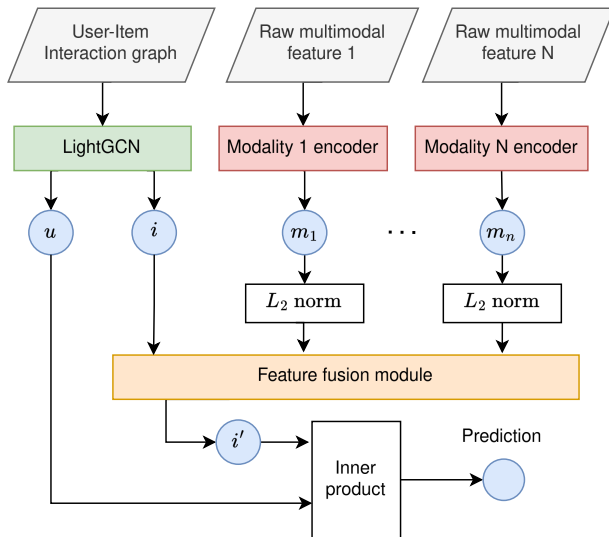 User-Item
Interaction graph
Raw multimodal
feature 1
Raw multimodal
feature N
LightGCN
Modality 1 encoder
Modality N encoder
u
i
m₁
...
mₙ
L₂ norm
L₂ norm
Feature fusion module
i′
Prediction
Inner
product